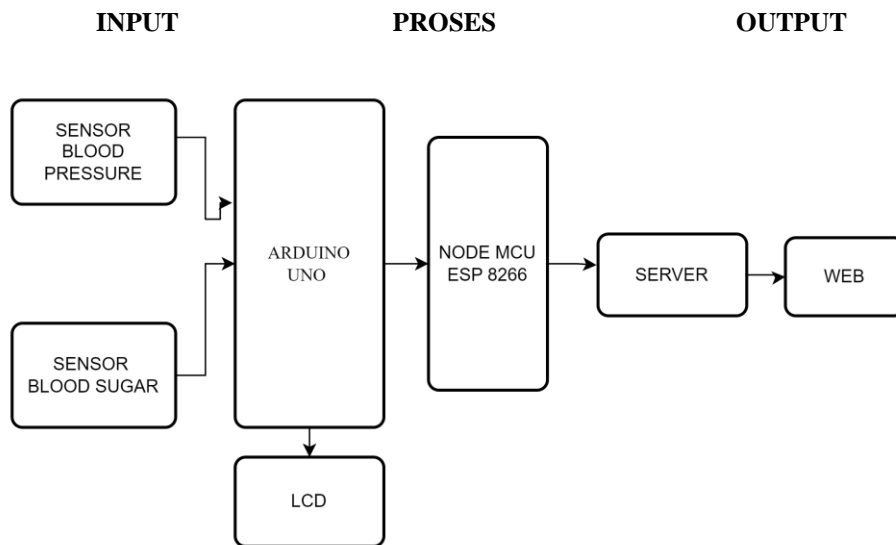 INPUT
PROSES
OUTPUT
SENSOR
BLOOD
PRESSURE
SENSOR
BLOOD SUGAR
ARDUINO
UNO
LCD
NODE MCU
ESP 8266
SERVER
WEB